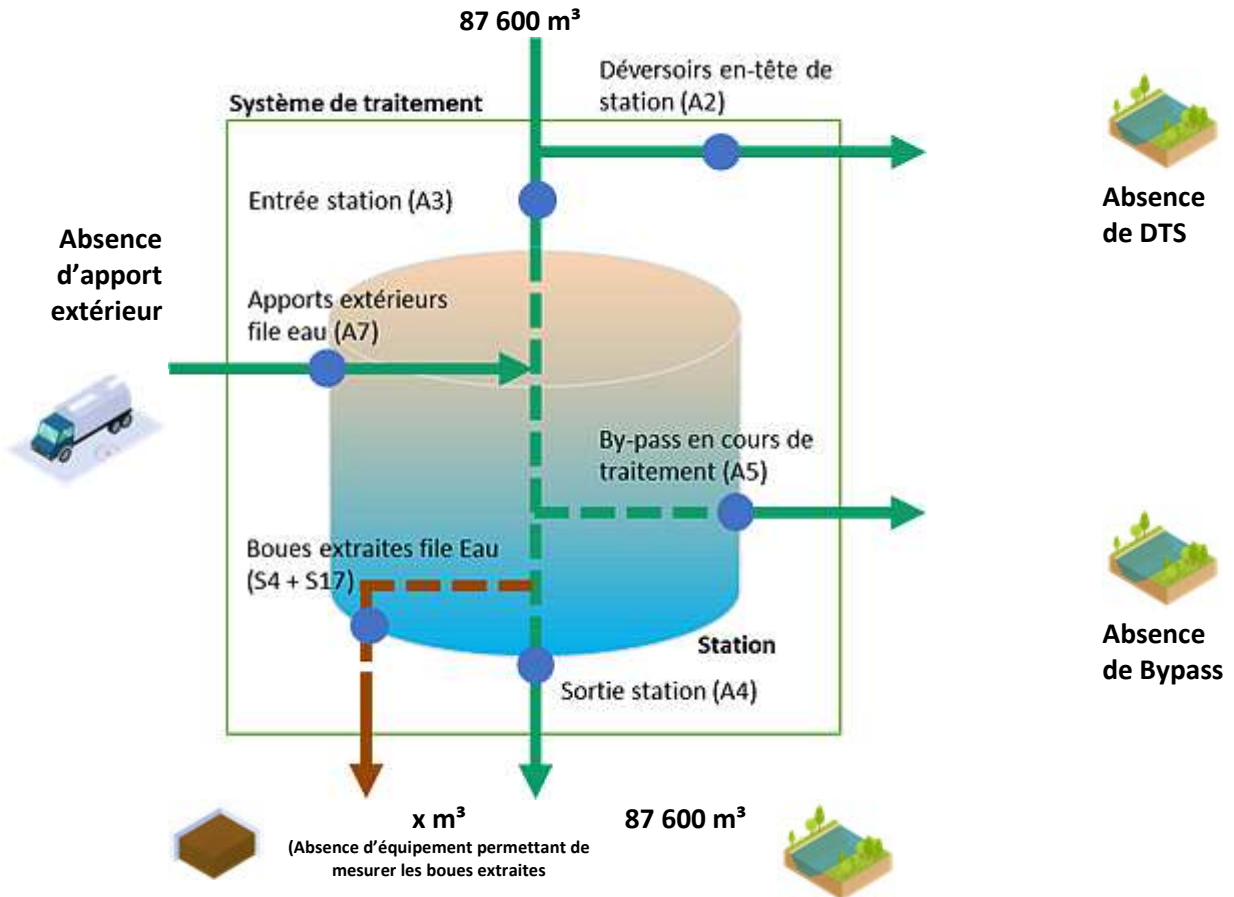 87 600 m³
Déversoirs en-tête de
station (A2)
Système de traitement
Entrée station (A3)
Absence
de DTS
Absence
d’apport
extérieur
Apports extérieurs
file eau (A7)
By-pass en cours de
traitement (A5)
Boues extraites file Eau
(S4 + S17)
Absence
de Bypass
Station
Sortie station (A4)
x m³
87 600 m³
(Absence d’équipement permettant de
mesurer les boues extraites